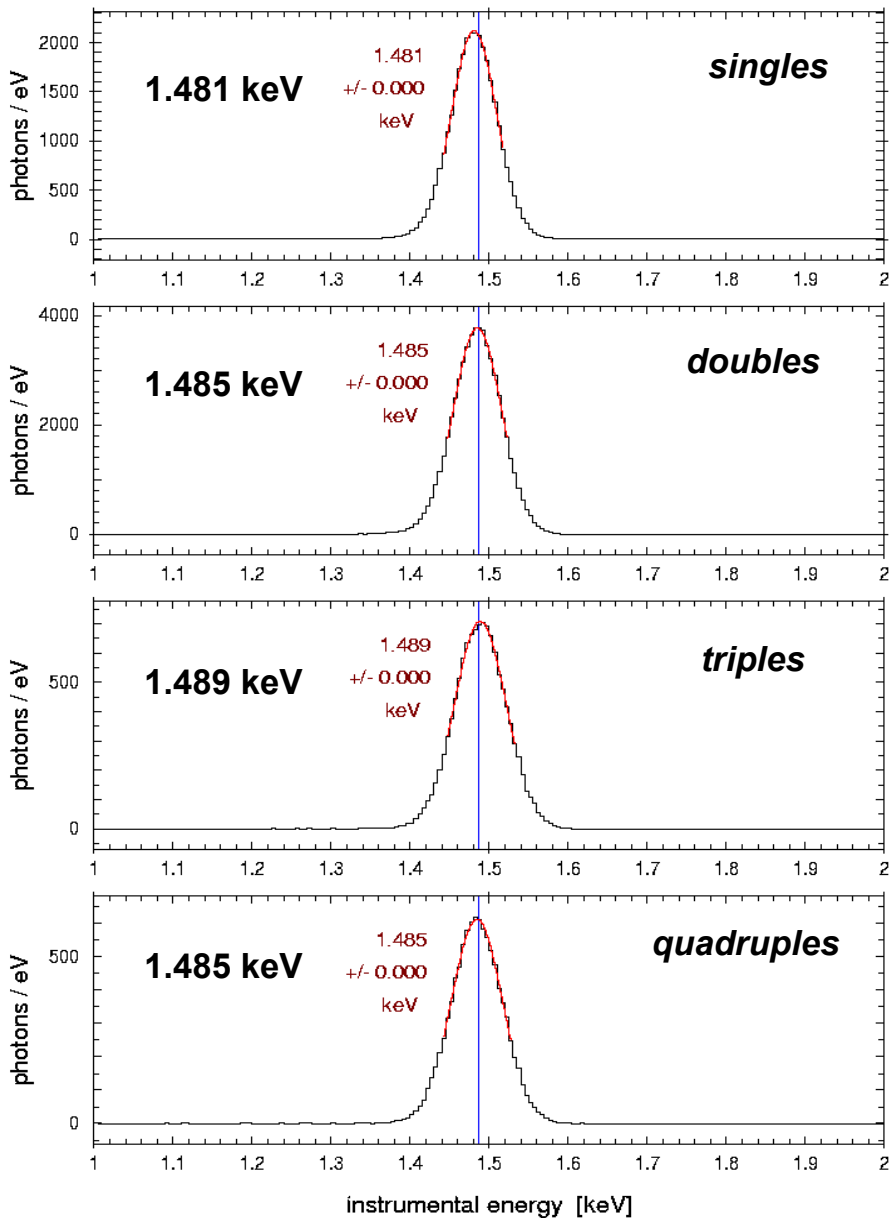 photons / eV
2000
1500
1000
500
0
1.481 keV
1.481
+/- 0.000
keV
singles
1 1.1 1.2 1.3 1.4 1.5 1.6 1.7 1.8 1.9 2
photons / eV
4000
2000
0
1.485 keV
1.485
+/- 0.000
keV
doubles
1 1.1 1.2 1.3 1.4 1.5 1.6 1.7 1.8 1.9 2
photons / eV
500
0
1.489 keV
1.489
+/- 0.000
keV
triples
1 1.1 1.2 1.3 1.4 1.5 1.6 1.7 1.8 1.9 2
photons / eV
500
0
1.485 keV
1.485
+/- 0.000
keV
quadruples
1 1.1 1.2 1.3 1.4 1.5 1.6 1.7 1.8 1.9 2
instrumental energy [keV]